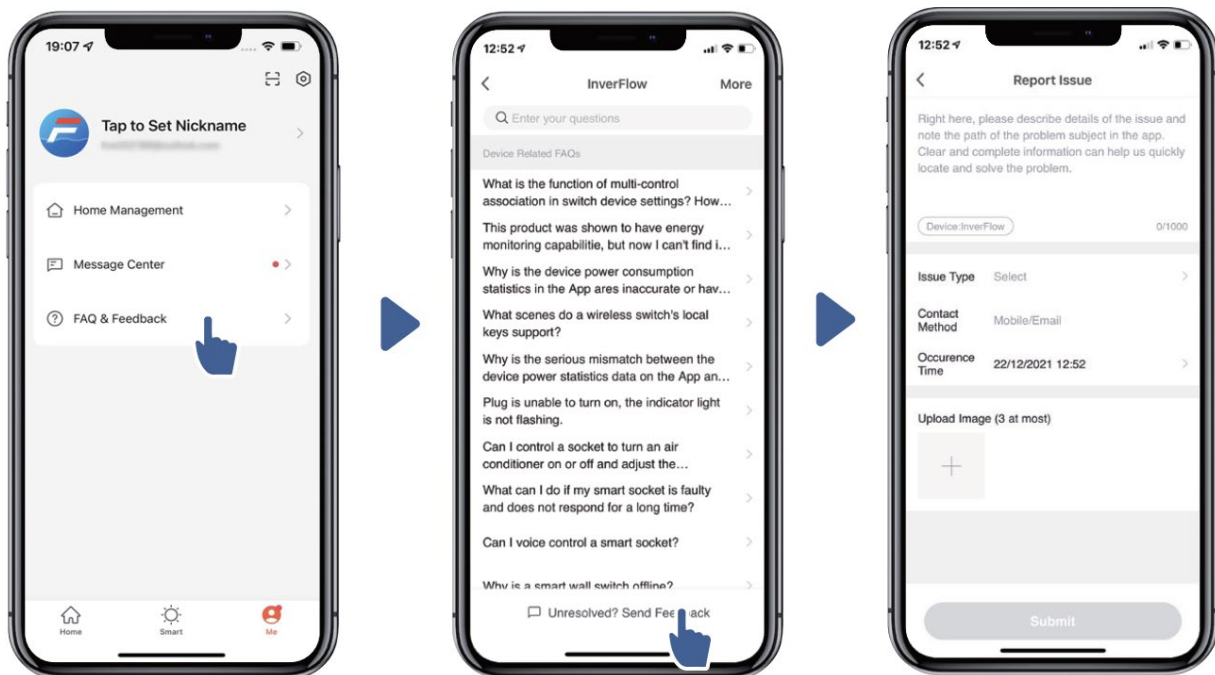 19:07
Tap to Set Nickname
Home Management
Message Center
FAQ & Feedback
Home
Smart
Me
12:52
InverFlow
More
Enter your questions
Device Related FAQs
What is the function of multi-control
association in switch device settings? How...
This product was shown to have energy
monitoring capabilitie, but now I can't find i...
Why is the device power consumption
statistics in the App ares inaccurate or hav...
What scenes do a wireless switch's local
keys support?
Why is the serious mismatch between the
device power statistics data on the App an...
Plug is unable to turn on, the indicator light
is not flashing.
Can I control a socket to turn an air
conditioner on or off and adjust the...
What can I do if my smart socket is faulty
and does not respond for a long time?
Can I voice control a smart socket?
Why is a smart wall switch offline?
Unresolved? Send Feedback
12:52
Report Issue
Right here, please describe details of the issue and
note the path of the problem subject in the app.
Clear and complete information can help us quickly
locate and solve the problem.
Device:InverFlow
0/1000
Issue Type Select
Contact
Method
Mobile/Email
Occurence
Time
22/12/2021 12:52
Upload Image (3 at most)
Submit